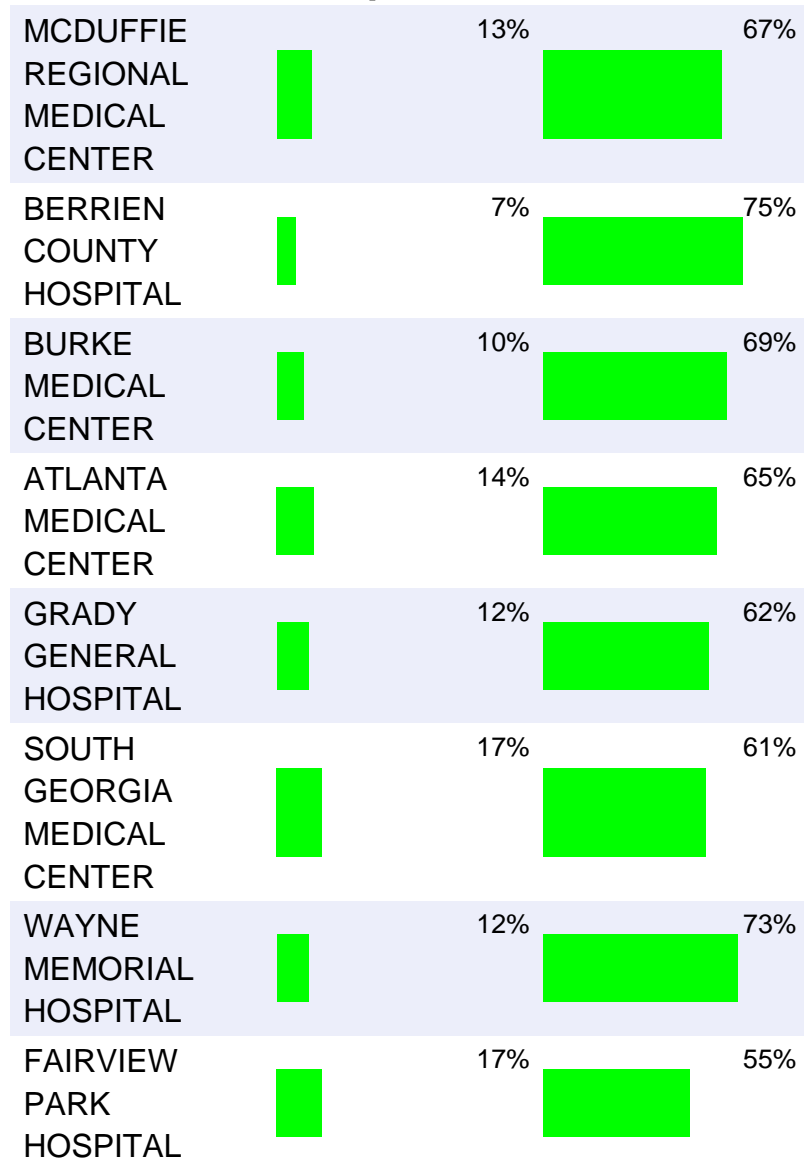 MCDUFFIE 13% 67%
REGIONAL
MEDICAL
CENTER
BERRIEN 7% 75%
COUNTY
HOSPITAL
BURKE 10% 69%
MEDICAL
CENTER
ATLANTA 14% 65%
MEDICAL
CENTER
GRADY 12% 62%
GENERAL
HOSPITAL
SOUTH 17% 61%
GEORGIA
MEDICAL
CENTER
WAYNE 12% 73%
MEMORIAL
HOSPITAL
FAIRVIEW 17% 55%
PARK
HOSPITAL